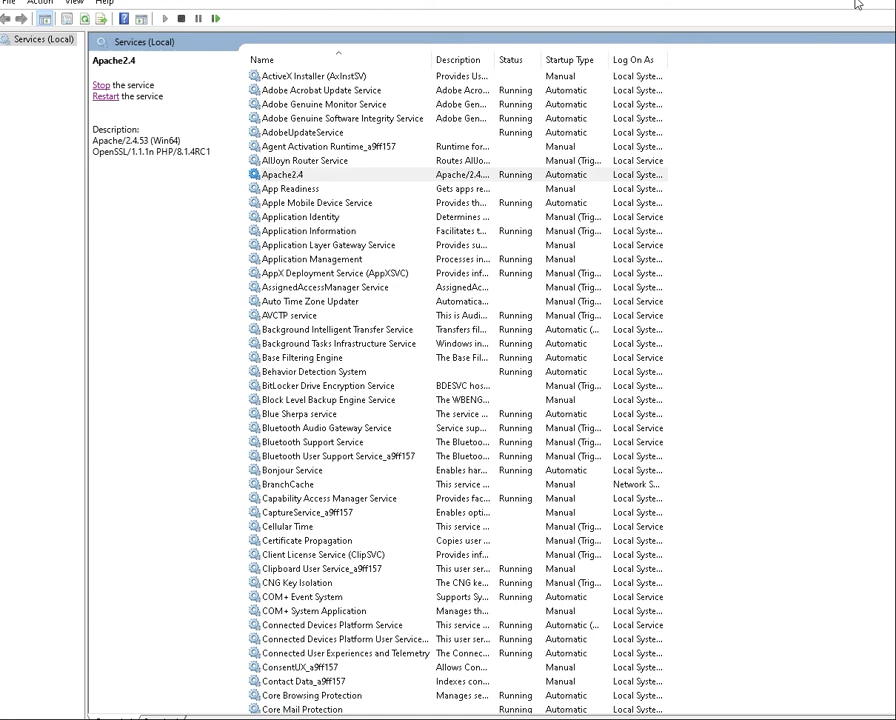 File Action View Help
Services (Local)
Services (Local)
Apache2.4
Stop the service
Restart the service
Description:
Apache/2.4.53 (Win64)
OpenSSL/1.1.1n PHP/8.1.4RC1
Name Description Status Startup Type Log On As
ActiveX Installer (AxInstSV) Provides Us... Manual Local Syste...
Adobe Acrobat Update Service Adobe Acro... Running Automatic Local Syste...
Adobe Genuine Monitor Service Adobe Gen... Running Automatic Local Syste...
Adobe Genuine Software Integrity Service Adobe Gen... Running Automatic Local Syste...
AdobeUpdateService Running Automatic Local Syste...
Agent Activation Runtime_a9ff157 Runtime for... Manual Local Syste...
AllJoyn Router Service Routes AllJo... Manual (Trig... Local Service
Apache2.4 Apache/2.4.... Running Automatic Local Syste...
App Readiness Gets apps re... Manual Local Syste...
Apple Mobile Device Service Provides th... Running Automatic Local Syste...
Application Identity Determines ... Manual (Trig... Local Service
Application Information Facilitates t... Running Manual (Trig... Local Syste...
Application Layer Gateway Service Provides su... Manual Local Service
Application Management Processes in... Running Manual Local Syste...
AppX Deployment Service (AppXSVC) Provides inf... Running Manual (Trig... Local Syste...
AssignedAccessManager Service AssignedAc... Manual (Trig... Local Syste...
Auto Time Zone Updater Automatica... Manual (Trig... Local Service
AVCTP service This is Audi... Running Manual (Trig... Local Service
Background Intelligent Transfer Service Transfers fil... Running Automatic (... Local Syste...
Background Tasks Infrastructure Service Windows in... Running Automatic Local Syste...
Base Filtering Engine The Base Fil... Running Automatic Local Service
Behavior Detection System Running Automatic Local Syste...
BitLocker Drive Encryption Service BDESVC hos... Manual (Trig... Local Syste...
Block Level Backup Engine Service The WBENG... Manual Local Syste...
Blue Sherpa service The service ... Running Automatic Local Syste...
Bluetooth Audio Gateway Service Service sup... Running Manual (Trig... Local Service
Bluetooth Support Service The Bluetoo... Running Manual (Trig... Local Service
Bluetooth User Support Service_a9ff157 The Bluetoo... Running Manual (Trig... Local Syste...
Bonjour Service Enables har... Running Automatic Local Syste...
BranchCache This service ... Manual Network S...
Capability Access Manager Service Provides fac... Running Manual Local Syste...
CaptureService_a9ff157 Enables opti... Manual Local Syste...
Cellular Time This service ... Manual (Trig... Local Service
Certificate Propagation Copies user ... Manual (Trig... Local Syste...
Client License Service (ClipSVC) Provides inf... Manual (Trig... Local Syste...
Clipboard User Service_a9ff157 This user ser... Running Manual Local Syste...
CNG Key Isolation The CNG ke... Running Manual (Trig... Local Syste...
COM+ Event System Supports Sy... Running Automatic Local Service
COM+ System Application Manages th... Manual Local Syste...
Connected Devices Platform Service This service ... Running Automatic (... Local Service
Connected Devices Platform User Service... This user ser... Running Automatic Local Syste...
Connected User Experiences and Telemetry The Connec... Running Automatic Local Syste...
ConsentUX_a9ff157 Allows Con... Manual Local Syste...
Contact Data_a9ff157 Indexes con... Manual Local Syste...
Core Browsing Protection Manages se... Running Automatic Local Syste...
Core Mail Protection Running Automatic Local Syste...